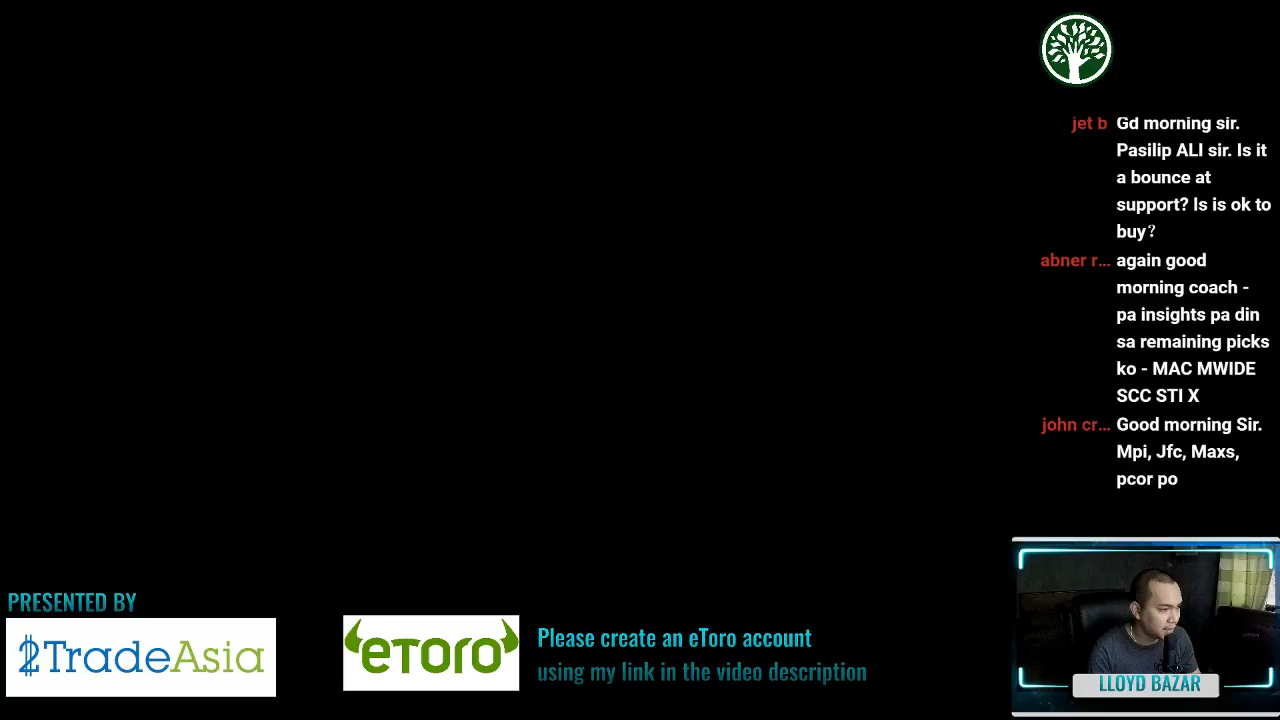 jet b Gd morning sir.
Pasilip ALI sir. Is it
a bounce at
support? Is is ok to
buy?
abner r... again good
morning coach -
pa insights pa din
sa remaining picks
ko - MAC MWIDE
SCC STI X
john cr... Good morning Sir.
Mpi, Jfc, Maxs,
pcor po
PRESENTED BY
2TradeAsia
eToro
Please create an eToro account
using my link in the video description
LLOYD BAZAR